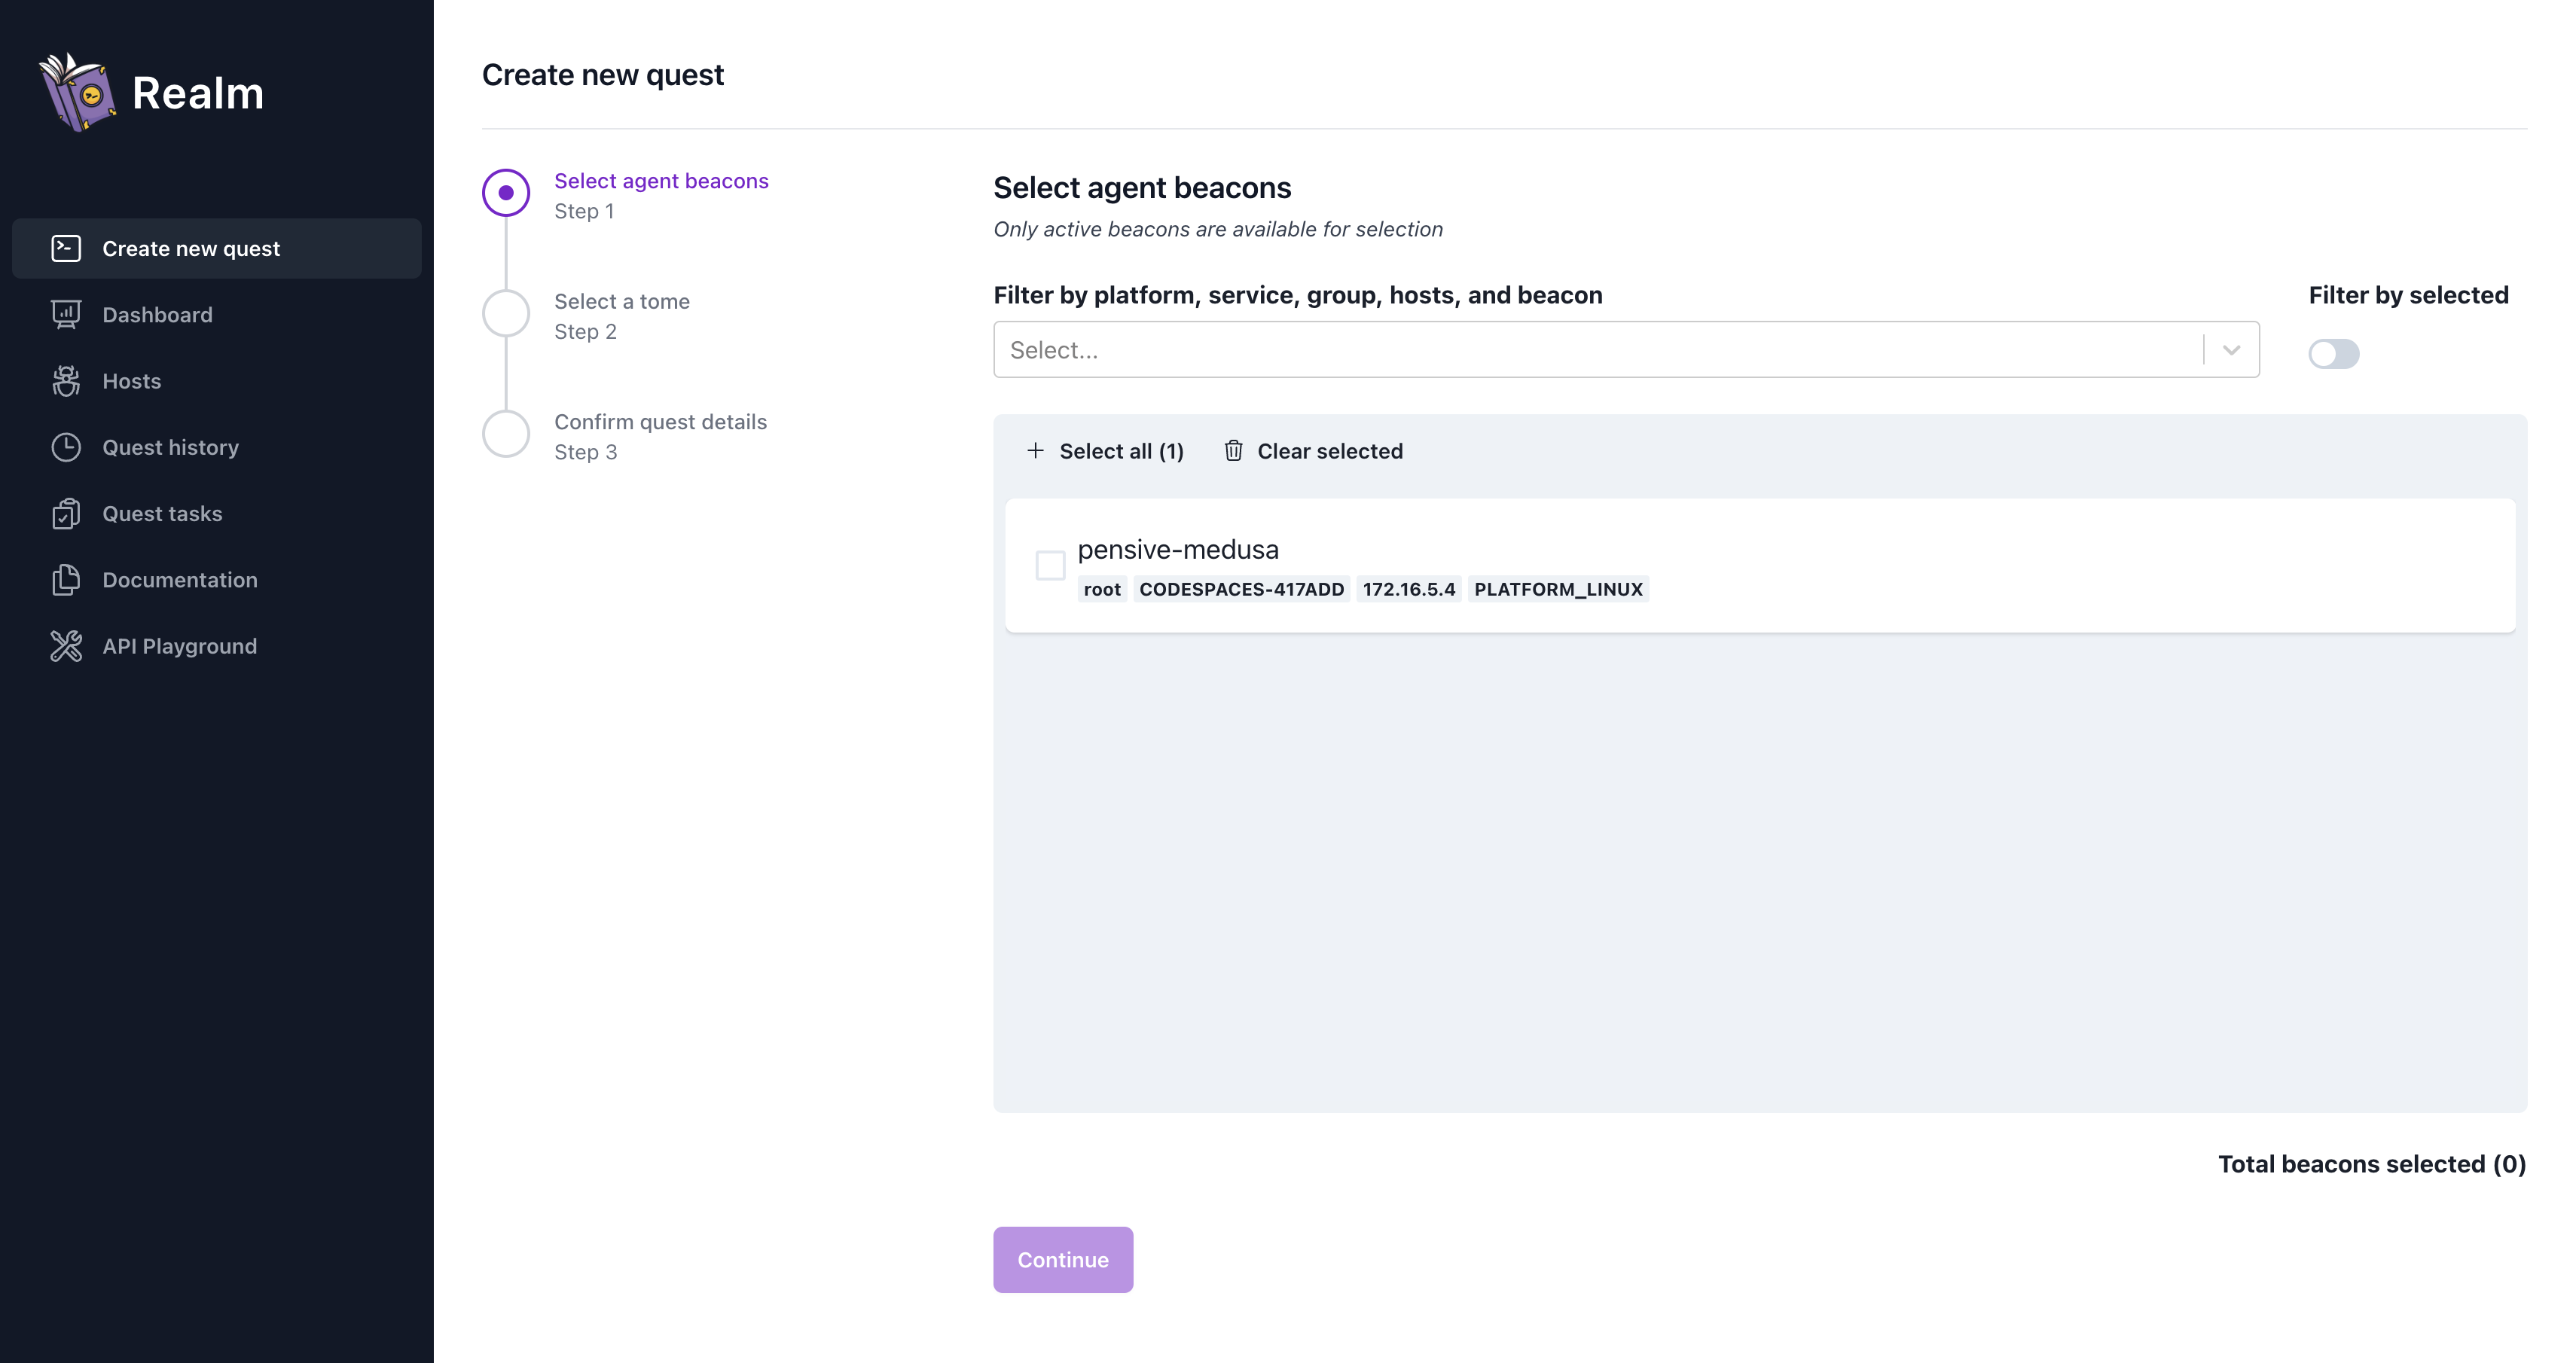 Realm
Create new quest
Dashboard
Hosts
Quest history
Quest tasks
Documentation
API Playground
Create new quest
Select agent beacons
Step 1
Select a tome
Step 2
Confirm quest details
Step 3
Select agent beacons
Only active beacons are available for selection
Filter by platform, service, group, hosts, and beacon
Filter by selected
Select...
Select all (1) Clear selected
pensive-medusa
root CODESPACES-417ADD 172.16.5.4 PLATFORM_LINUX
Total beacons selected (0)
Continue